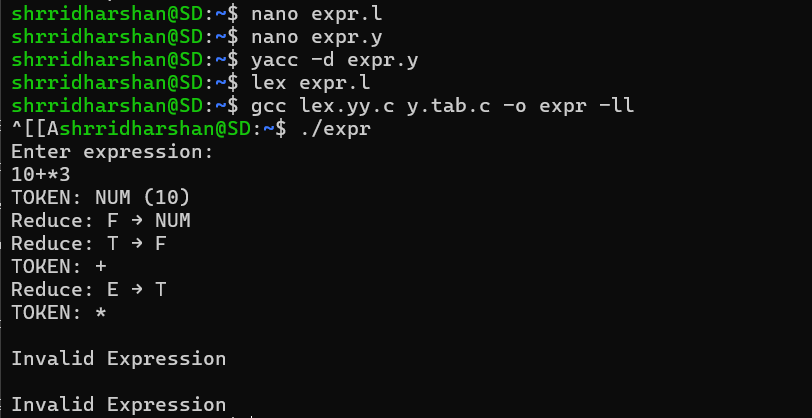 shrridharshan@SD:~$ nano expr.l
shrridharshan@SD:~$ nano expr.y
shrridharshan@SD:~$ yacc -d expr.y
shrridharshan@SD:~$ lex expr.l
shrridharshan@SD:~$ gcc lex.yy.c y.tab.c -o expr -ll
^[[Ashrridharshan@SD:~$ ./expr
Enter expression:
10+*3
TOKEN: NUM (10)
Reduce: F → NUM
Reduce: T → F
TOKEN: +
Reduce: E → T
TOKEN: *
Invalid Expression
Invalid Expression